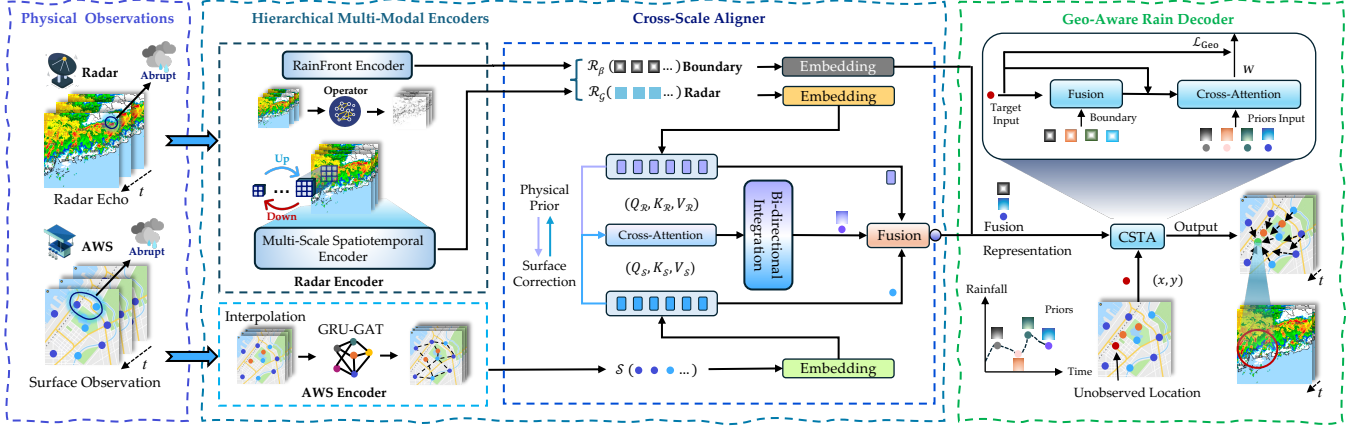 Physical Observations
Radar
Abrupt
Radar Echo
t
AWS
Abrupt
Surface Observation
t
Hierarchical Multi-Modal Encoders
RainFront Encoder
Operator
Up
...
Down
Multi-Scale Spatiotemporal
Encoder
Radar Encoder
Interpolation
GRU-GAT
AWS Encoder
Cross-Scale Aligner
ℛ_β ( ...) Boundary
Embedding
ℛ_𝒢 ( ...) Radar
Embedding
Physical
Prior
Surface
Correction
(Q_ℛ, K_ℛ, V_ℛ)
Cross-Attention
(Q_𝒮, K_𝒮, V_𝒮)
Bi-directional
Integration
Fusion
𝒮 ( ...)
Embedding
Geo-Aware Rain Decoder
ℒ_Geo
W
Target
Input
Fusion
Cross-Attention
Boundary
Priors Input
Fusion
Representation
CSTA
Output
(x, y)
Rainfall
Priors
Time
Unobserved Location
t
t